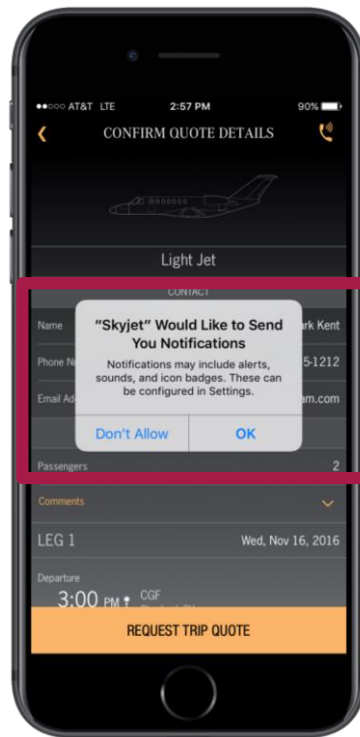 AT&T LTE 2:57 PM 90%
CONFIRM QUOTE DETAILS
Light Jet
CONTACT
Name rk Kent
"Skyjet" Would Like to Send
You Notifications
Phone N 5-1212
Notifications may include alerts,
sounds, and icon badges. These can
be configured in Settings.
Email Ad am.com
Don't Allow OK
Passengers 2
Comments
LEG 1 Wed, Nov 16, 2016
Departure
3:00 PM CGF
REQUEST TRIP QUOTE